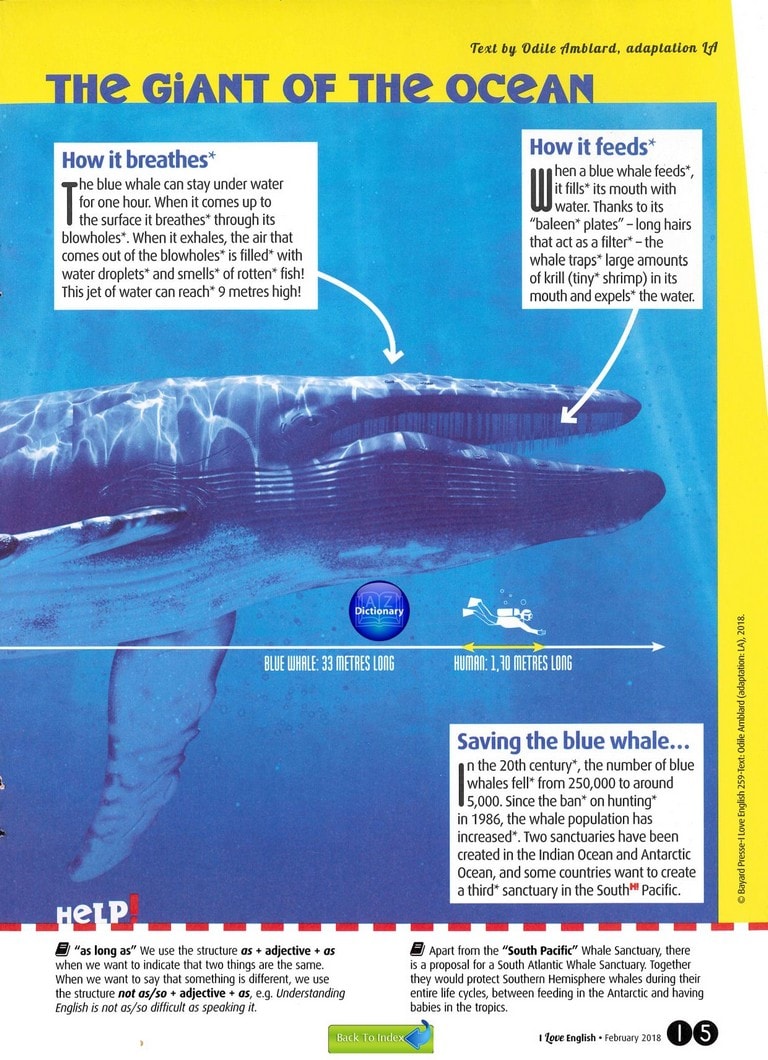 Text by Odile Amblard, adaptation LA
THE GIANT OF THE OCEAN
How it breathes*
The blue whale can stay under water
for one hour. When it comes up to
the surface it breathes* through its
blowholes*. When it exhales, the air that
comes out of the blowholes* is filled* with
water droplets* and smells* of rotten* fish!
This jet of water can reach* 9 metres high!
How it feeds*
When a blue whale feeds*,
it fills* its mouth with
water. Thanks to its
“baleen* plates” – long hairs
that act as a filter* – the
whale traps* large amounts
of krill (tiny* shrimp) in its
mouth and expels* the water.
A Z
Dictionary
BLUE WHALE: 33 METRES LONG
HUMAN: 1,70 METRES LONG
Saving the blue whale...
In the 20th century*, the number of blue
whales fell* from 250,000 to around
5,000. Since the ban* on hunting*
in 1986, the whale population has
increased*. Two sanctuaries have been
created in the Indian Ocean and Antarctic
Ocean, and some countries want to create
a third* sanctuary in the South H! Pacific.
© Bayard Presse-I Love English 259-Text: Odile Amblard (adaptation: LA), 2018.
HELP!
“as long as” We use the structure as + adjective + as
when we want to indicate that two things are the same.
When we want to say that something is different, we use
the structure not as/so + adjective + as, e.g. Understanding
English is not as/so difficult as speaking it.
Apart from the “South Pacific” Whale Sanctuary, there
is a proposal for a South Atlantic Whale Sanctuary. Together
they would protect Southern Hemisphere whales during their
entire life cycles, between feeding in the Antarctic and having
babies in the tropics.
Back To Index
I Love English • February 2018 15